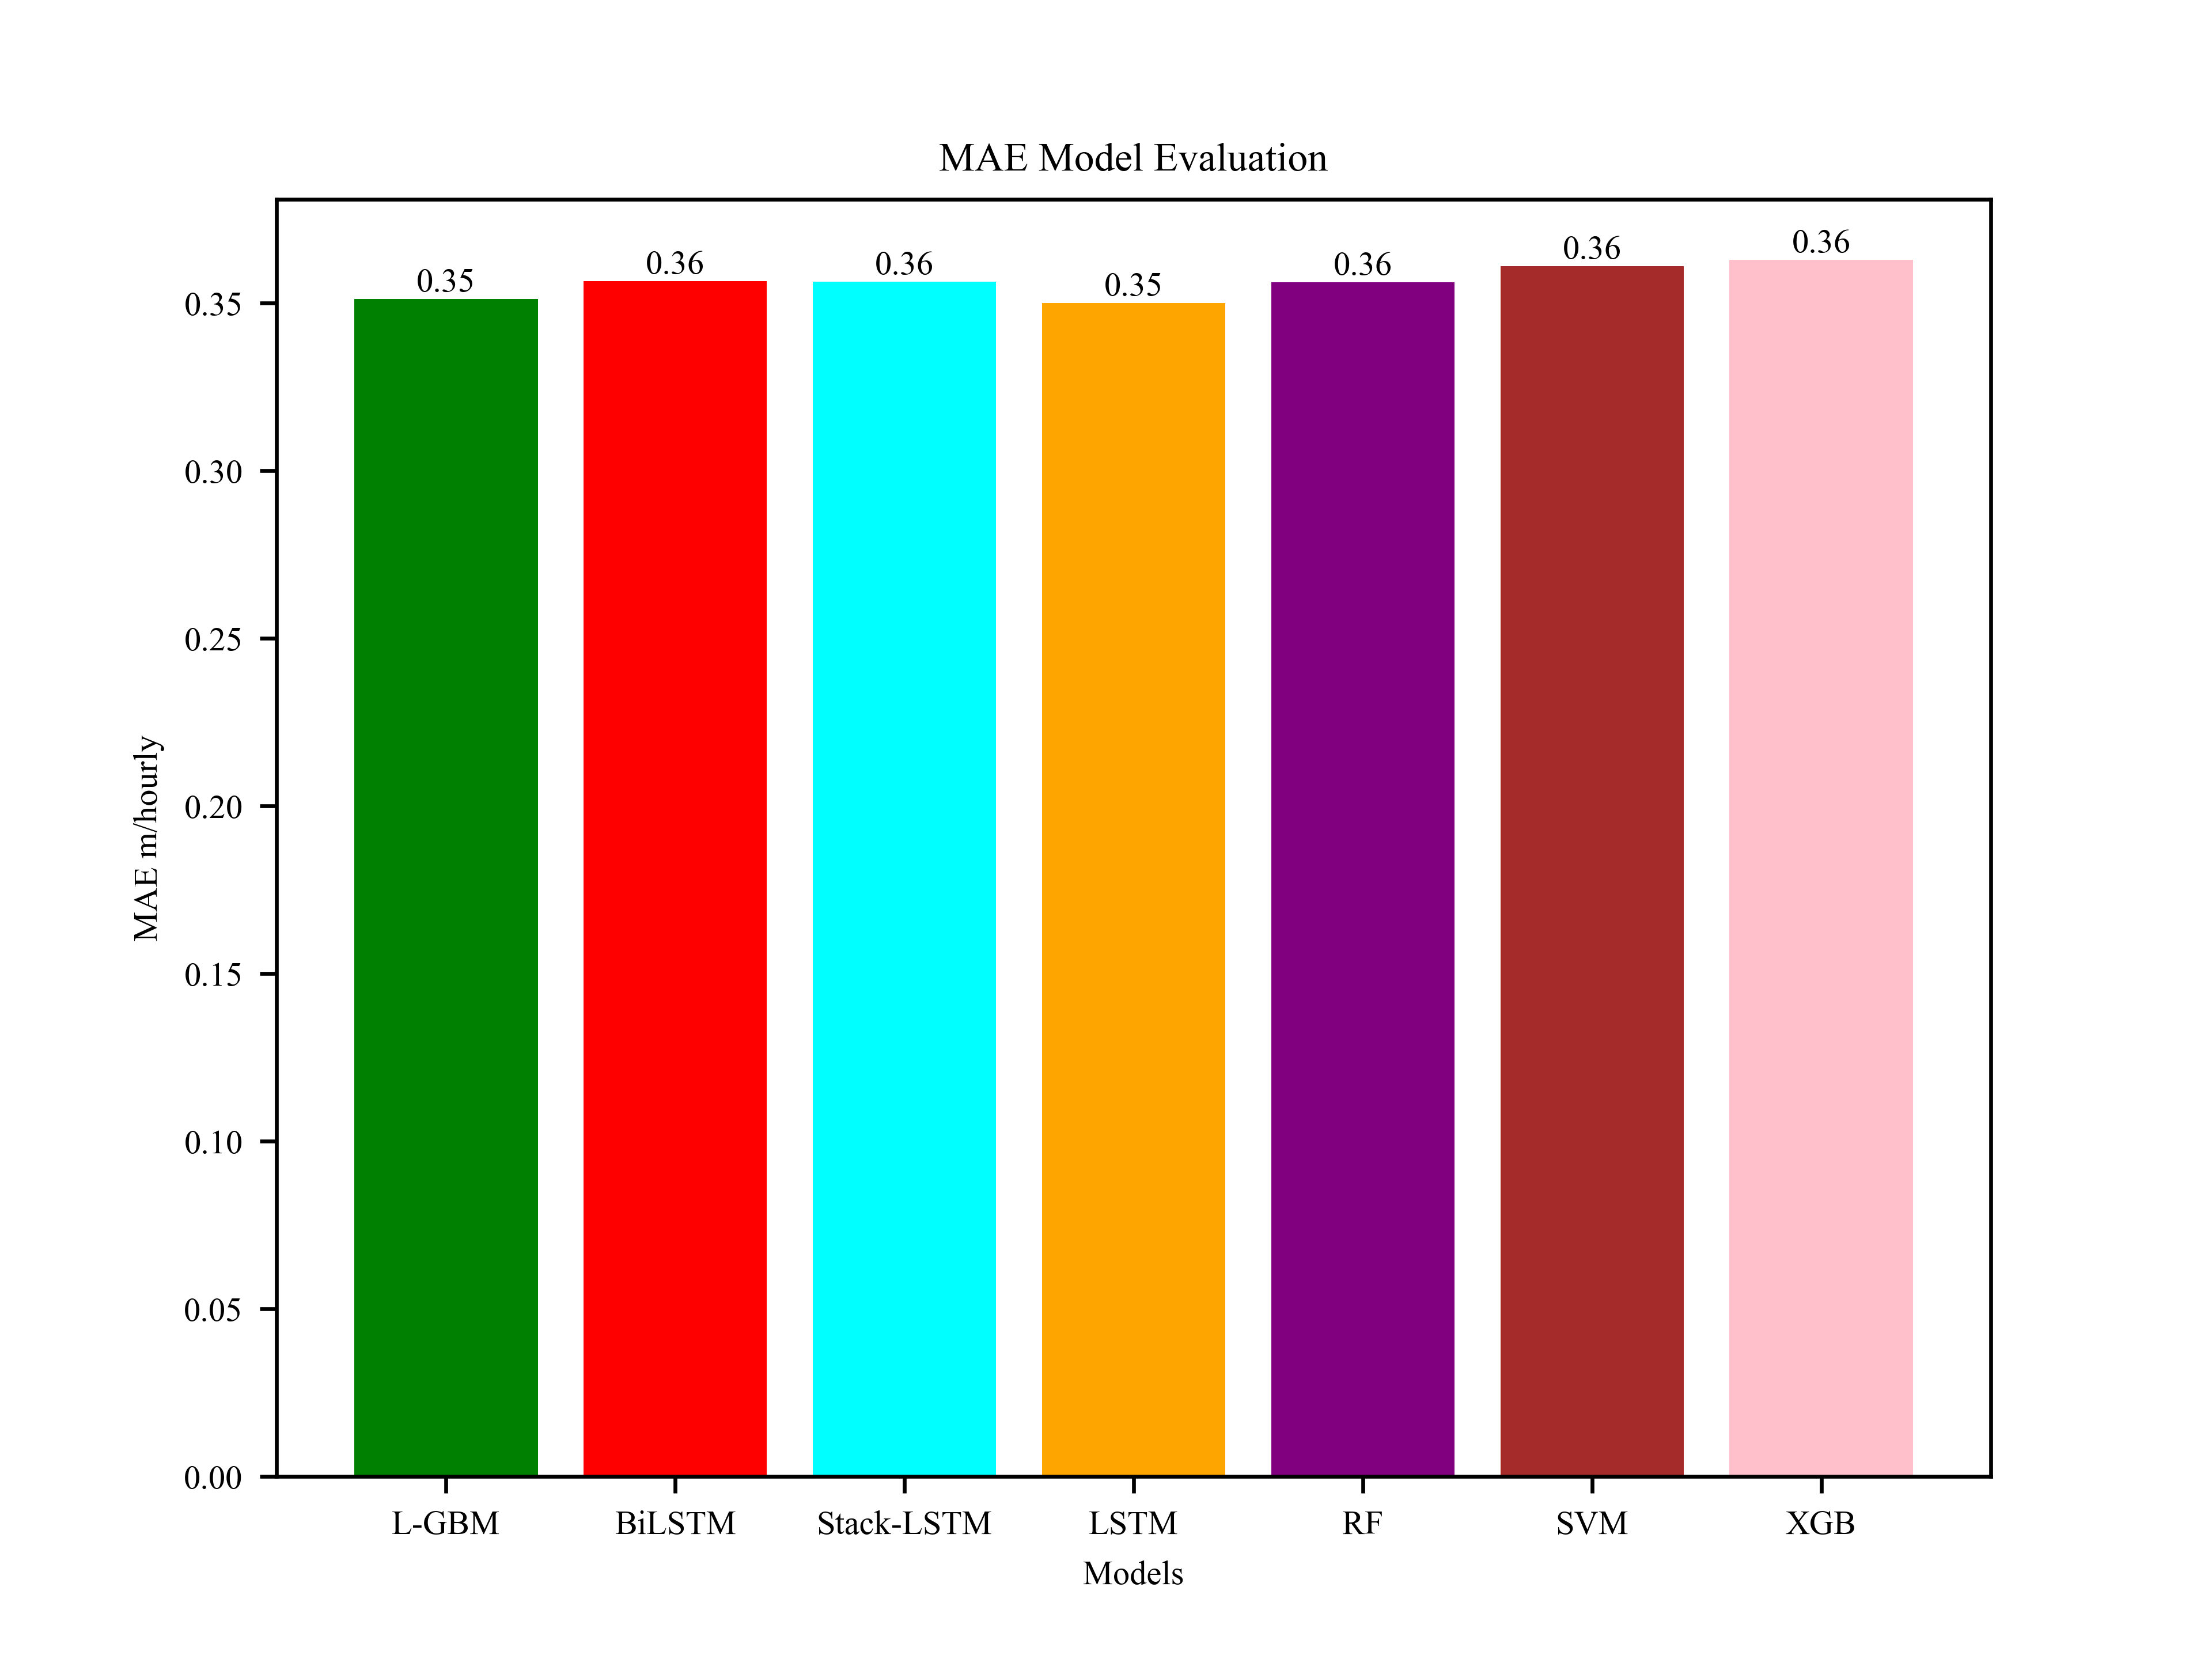 MAE Model Evaluation
0.35
0.36
0.36
0.35
0.36
0.36
0.36
0.35
0.30
0.25
0.20
0.15
0.10
0.05
0.00
MAE m/hourly
L-GBM
BiLSTM
Stack-LSTM
LSTM
RF
SVM
XGB
Models